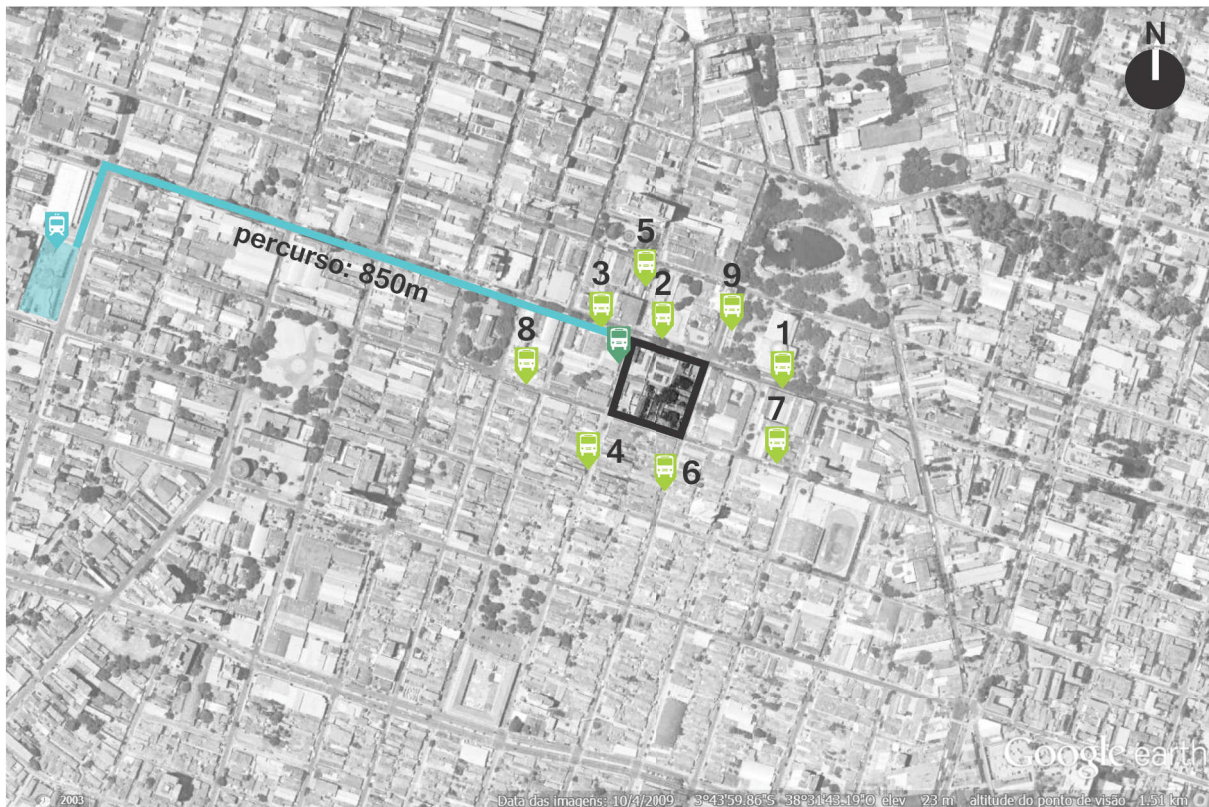 N
5
3
2
9
percurso: 850m
8
1
7
4
6
Google earth
2003
Data das imagens: 10/4/2009 3°43'59.86"S 38°31'43.19"O elev 23 m altitude do ponto de visão 1.51 km